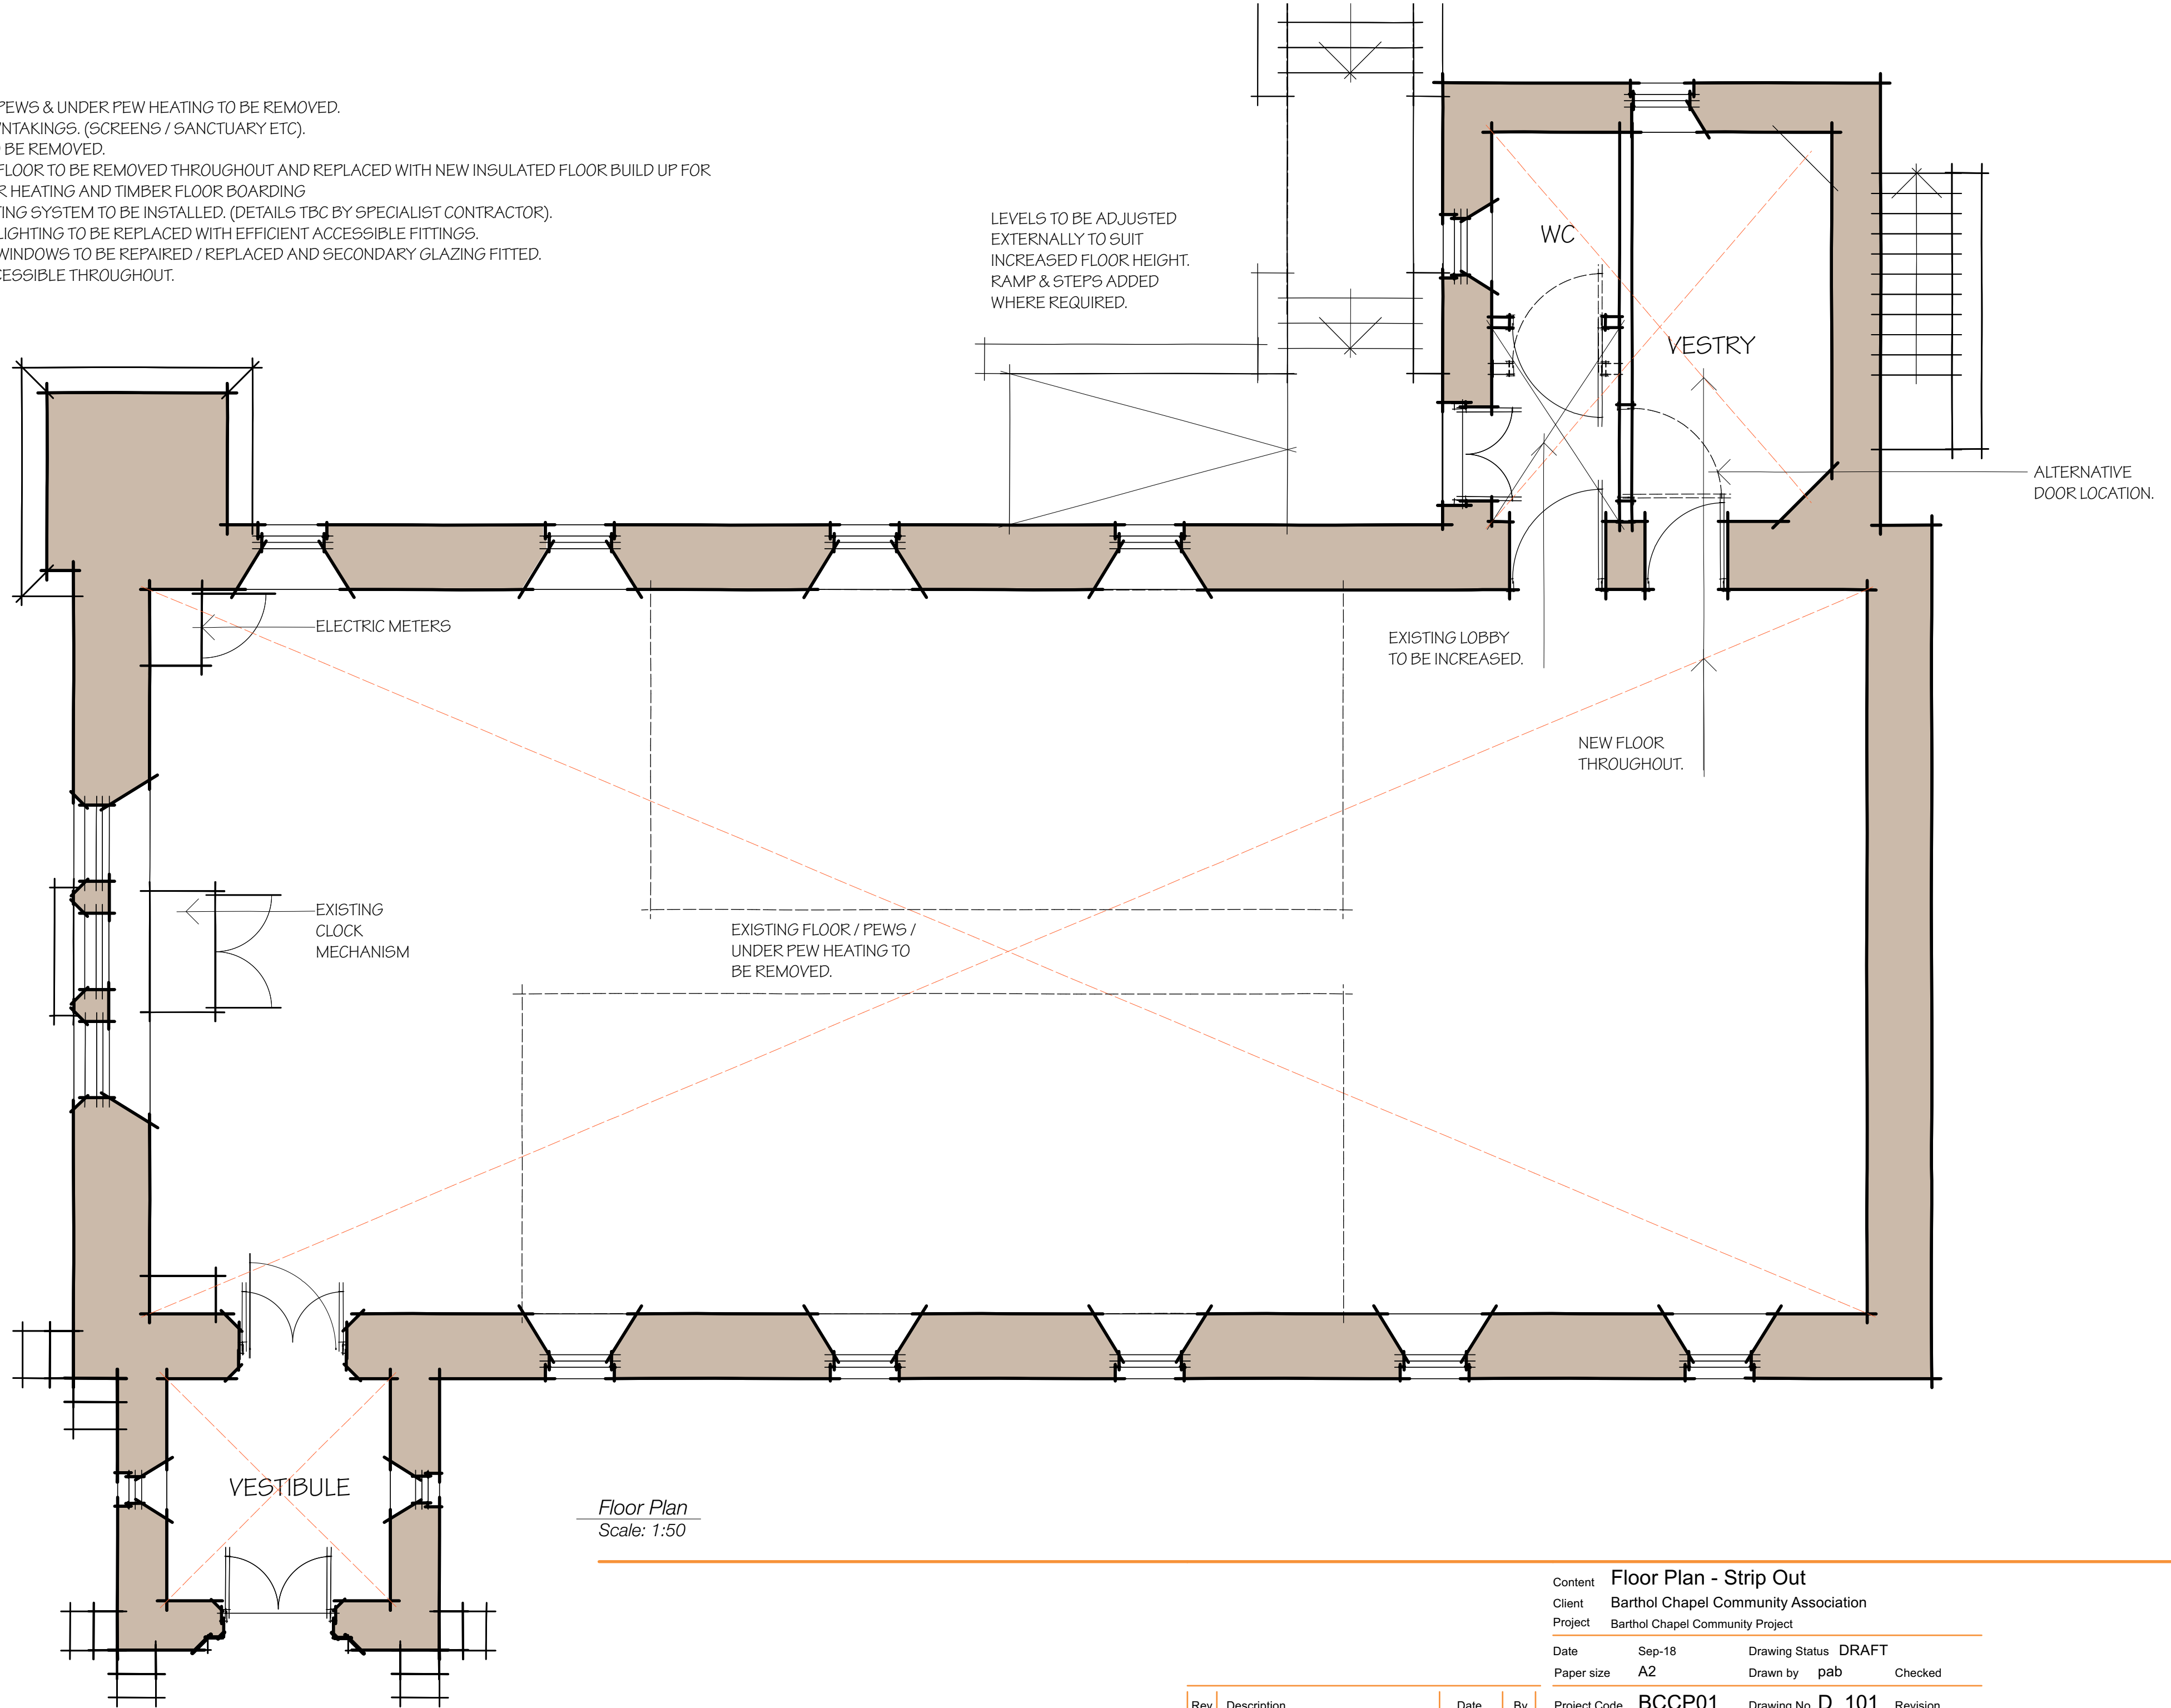 PEWS & UNDER PEW HEATING TO BE REMOVED.
(SCREENS / SANCTUARY ETC).
BE REMOVED.
FLOOR TO BE REMOVED THROUGHOUT AND REPLACED WITH NEW INSULATED FLOOR BUILD UP FOR
HEATING AND TIMBER FLOOR BOARDING
SYSTEM TO BE INSTALLED. (DETAILS TBC BY SPECIALIST CONTRACTOR).
LIGHTING TO BE REPLACED WITH EFFICIENT ACCESSIBLE FITTINGS.
WINDOWS TO BE REPAIRED / REPLACED AND SECONDARY GLAZING FITTED.
THROUGHOUT.
LEVELS TO BE ADJUSTED
EXTERNALLY TO SUIT
INCREASED FLOOR HEIGHT.
RAMP & STEPS ADDED
WHERE REQUIRED.
WC
VESTRY
ALTERNATIVE
DOOR LOCATION.
ELECTRIC METERS
EXISTING LOBBY
TO BE INCREASED.
NEW FLOOR
THROUGHOUT.
EXISTING
CLOCK
MECHANISM
EXISTING FLOOR / PEWS /
UNDER PEW HEATING TO
BE REMOVED.
VESTIBULE
Floor Plan
Scale: 1:50
Content Floor Plan - Strip Out
Client Barthol Chapel Community Association
Project Barthol Chapel Community Project
Date Sep-18 Drawing Status DRAFT
Paper size A2 Drawn by pab Checked
Rev Description Date By
Project Code BCCP01 Drawing No D_101 Revision